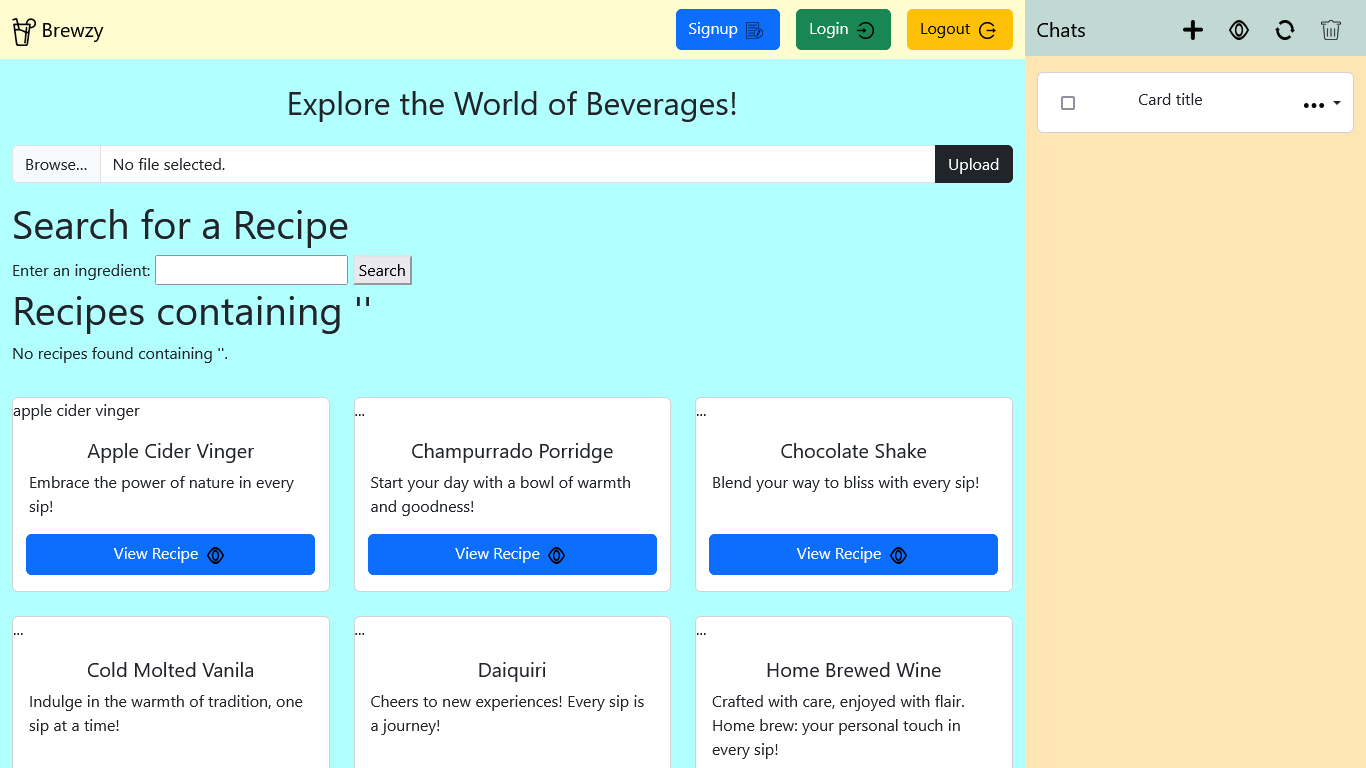 Brewzy
Signup
Login
Logout
Chats
Explore the World of Beverages!
Browse...
No file selected.
Upload
Card title
Search for a Recipe
Enter an ingredient:
Search
Recipes containing ''
No recipes found containing ''.
apple cider vinger
Apple Cider Vinger
Embrace the power of nature in every
sip!
View Recipe
...
Champurrado Porridge
Start your day with a bowl of warmth
and goodness!
View Recipe
...
Chocolate Shake
Blend your way to bliss with every sip!
View Recipe
...
Cold Molted Vanila
Indulge in the warmth of tradition, one
sip at a time!
...
Daiquiri
Cheers to new experiences! Every sip is
a journey!
...
Home Brewed Wine
Crafted with care, enjoyed with flair.
Home brew: your personal touch in
every sip!